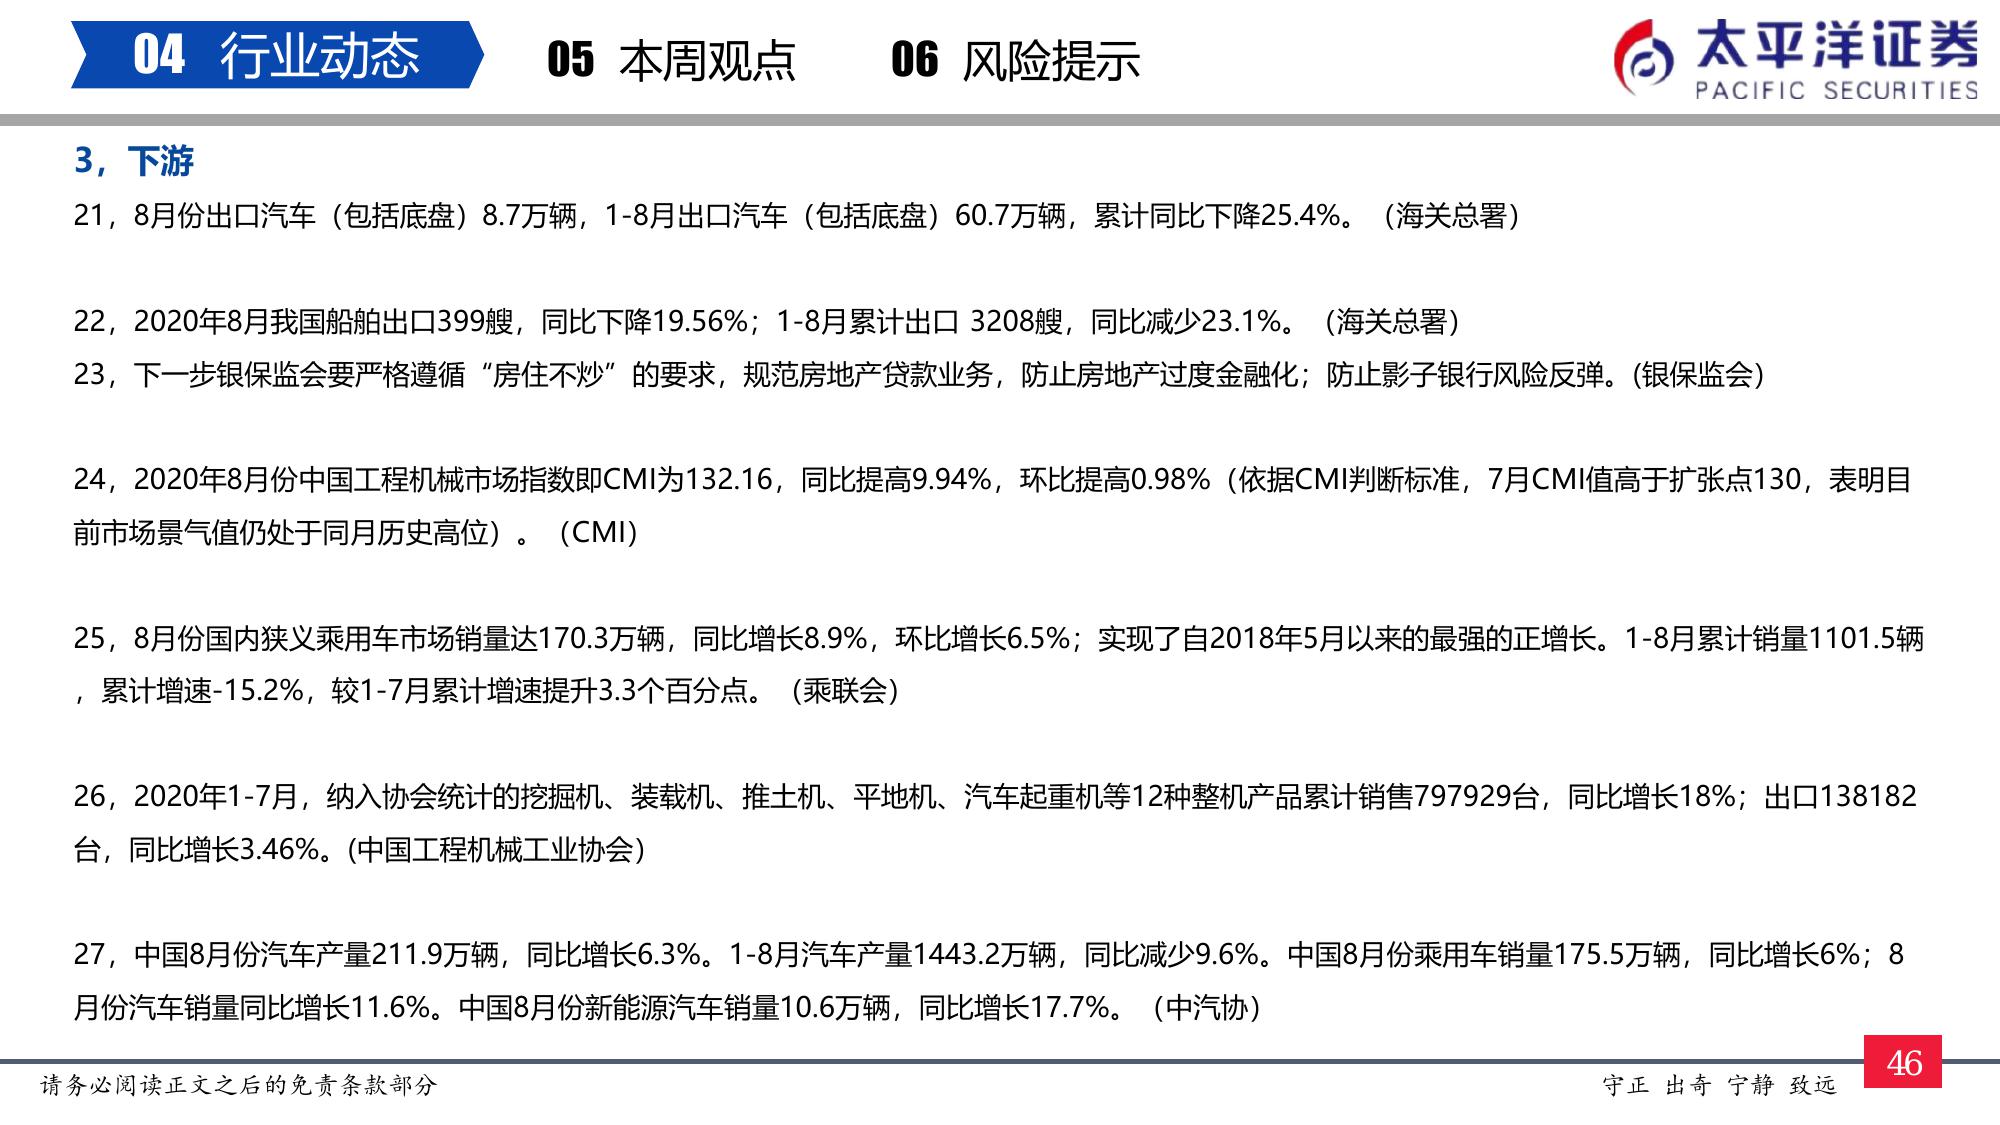 04 行业动态 05 本周观点 06 风险提示
太平洋证券
PACIFIC SECURITIES
3，下游
21，8月份出口汽车（包括底盘）8.7万辆，1-8月出口汽车（包括底盘）60.7万辆，累计同比下降25.4%。（海关总署）
22，2020年8月我国船舶出口399艘，同比下降19.56%；1-8月累计出口 3208艘，同比减少23.1%。（海关总署）
23，下一步银保监会要严格遵循“房住不炒”的要求，规范房地产贷款业务，防止房地产过度金融化；防止影子银行风险反弹。(银保监会）
24，2020年8月份中国工程机械市场指数即CMI为132.16，同比提高9.94%，环比提高0.98%（依据CMI判断标准，7月CMI值高于扩张点130，表明目
前市场景气值仍处于同月历史高位）。（CMI）
25，8月份国内狭义乘用车市场销量达170.3万辆，同比增长8.9%，环比增长6.5%；实现了自2018年5月以来的最强的正增长。1-8月累计销量1101.5辆
，累计增速-15.2%，较1-7月累计增速提升3.3个百分点。（乘联会）
26，2020年1-7月，纳入协会统计的挖掘机、装载机、推土机、平地机、汽车起重机等12种整机产品累计销售797929台，同比增长18%；出口138182
台，同比增长3.46%。(中国工程机械工业协会）
27，中国8月份汽车产量211.9万辆，同比增长6.3%。1-8月汽车产量1443.2万辆，同比减少9.6%。中国8月份乘用车销量175.5万辆，同比增长6%；8
月份汽车销量同比增长11.6%。中国8月份新能源汽车销量10.6万辆，同比增长17.7%。（中汽协）
请务必阅读正文之后的免责条款部分
守正 出奇 宁静 致远
46